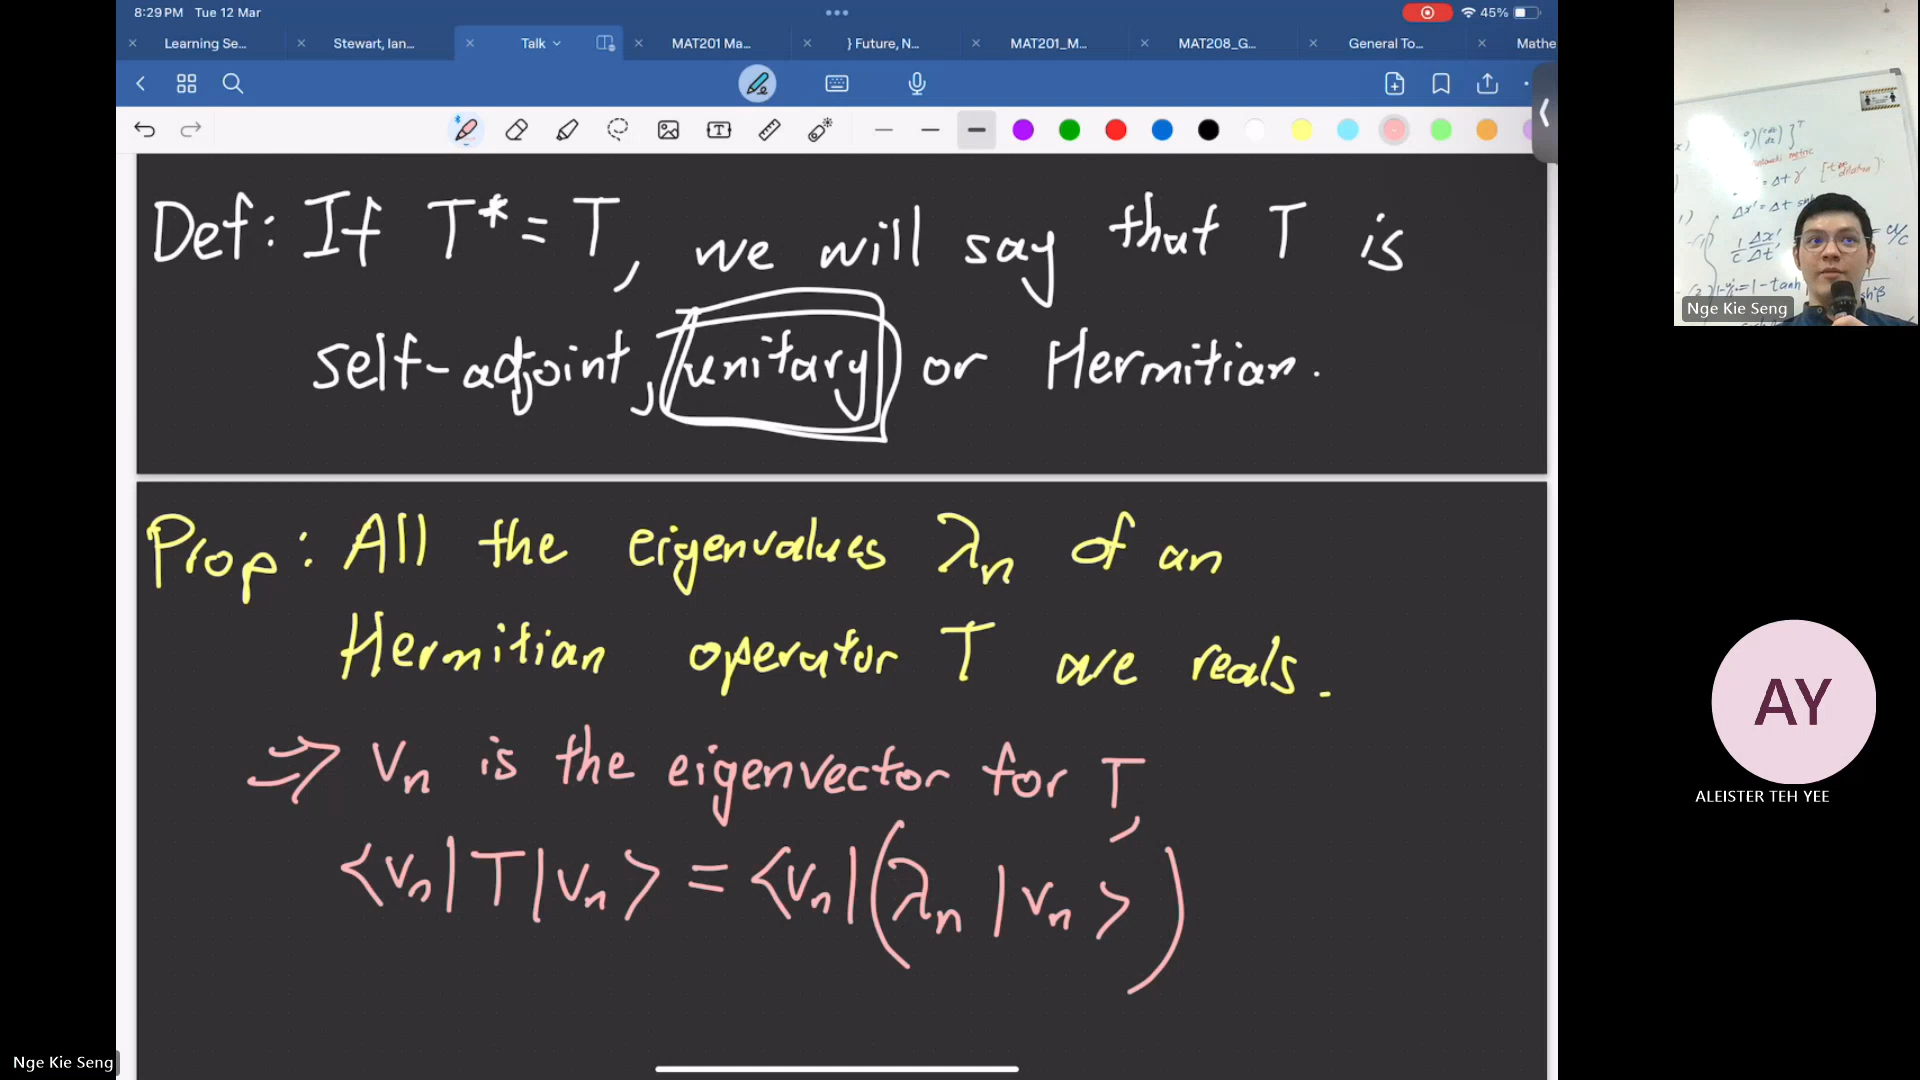 8:29 PM Tue 12 Mar
45%
Learning Se...
Stewart, Ian,...
Talk
MAT201 Ma...
} Future, N...
MAT201_M...
MAT208_G...
General To...
Mathe
Def: If T* = T, we will say that T is
self-adjoint, unitary or Hermitian.
Prop: All the eigenvalues λn of an
Hermitian operator T are reals.
⇒ vn is the eigenvector for T,
<vn|T|vn> = <vn|(λn|vn>)
Nge Kie Seng
AY
ALEISTER TEH YEE
Nge Kie Seng